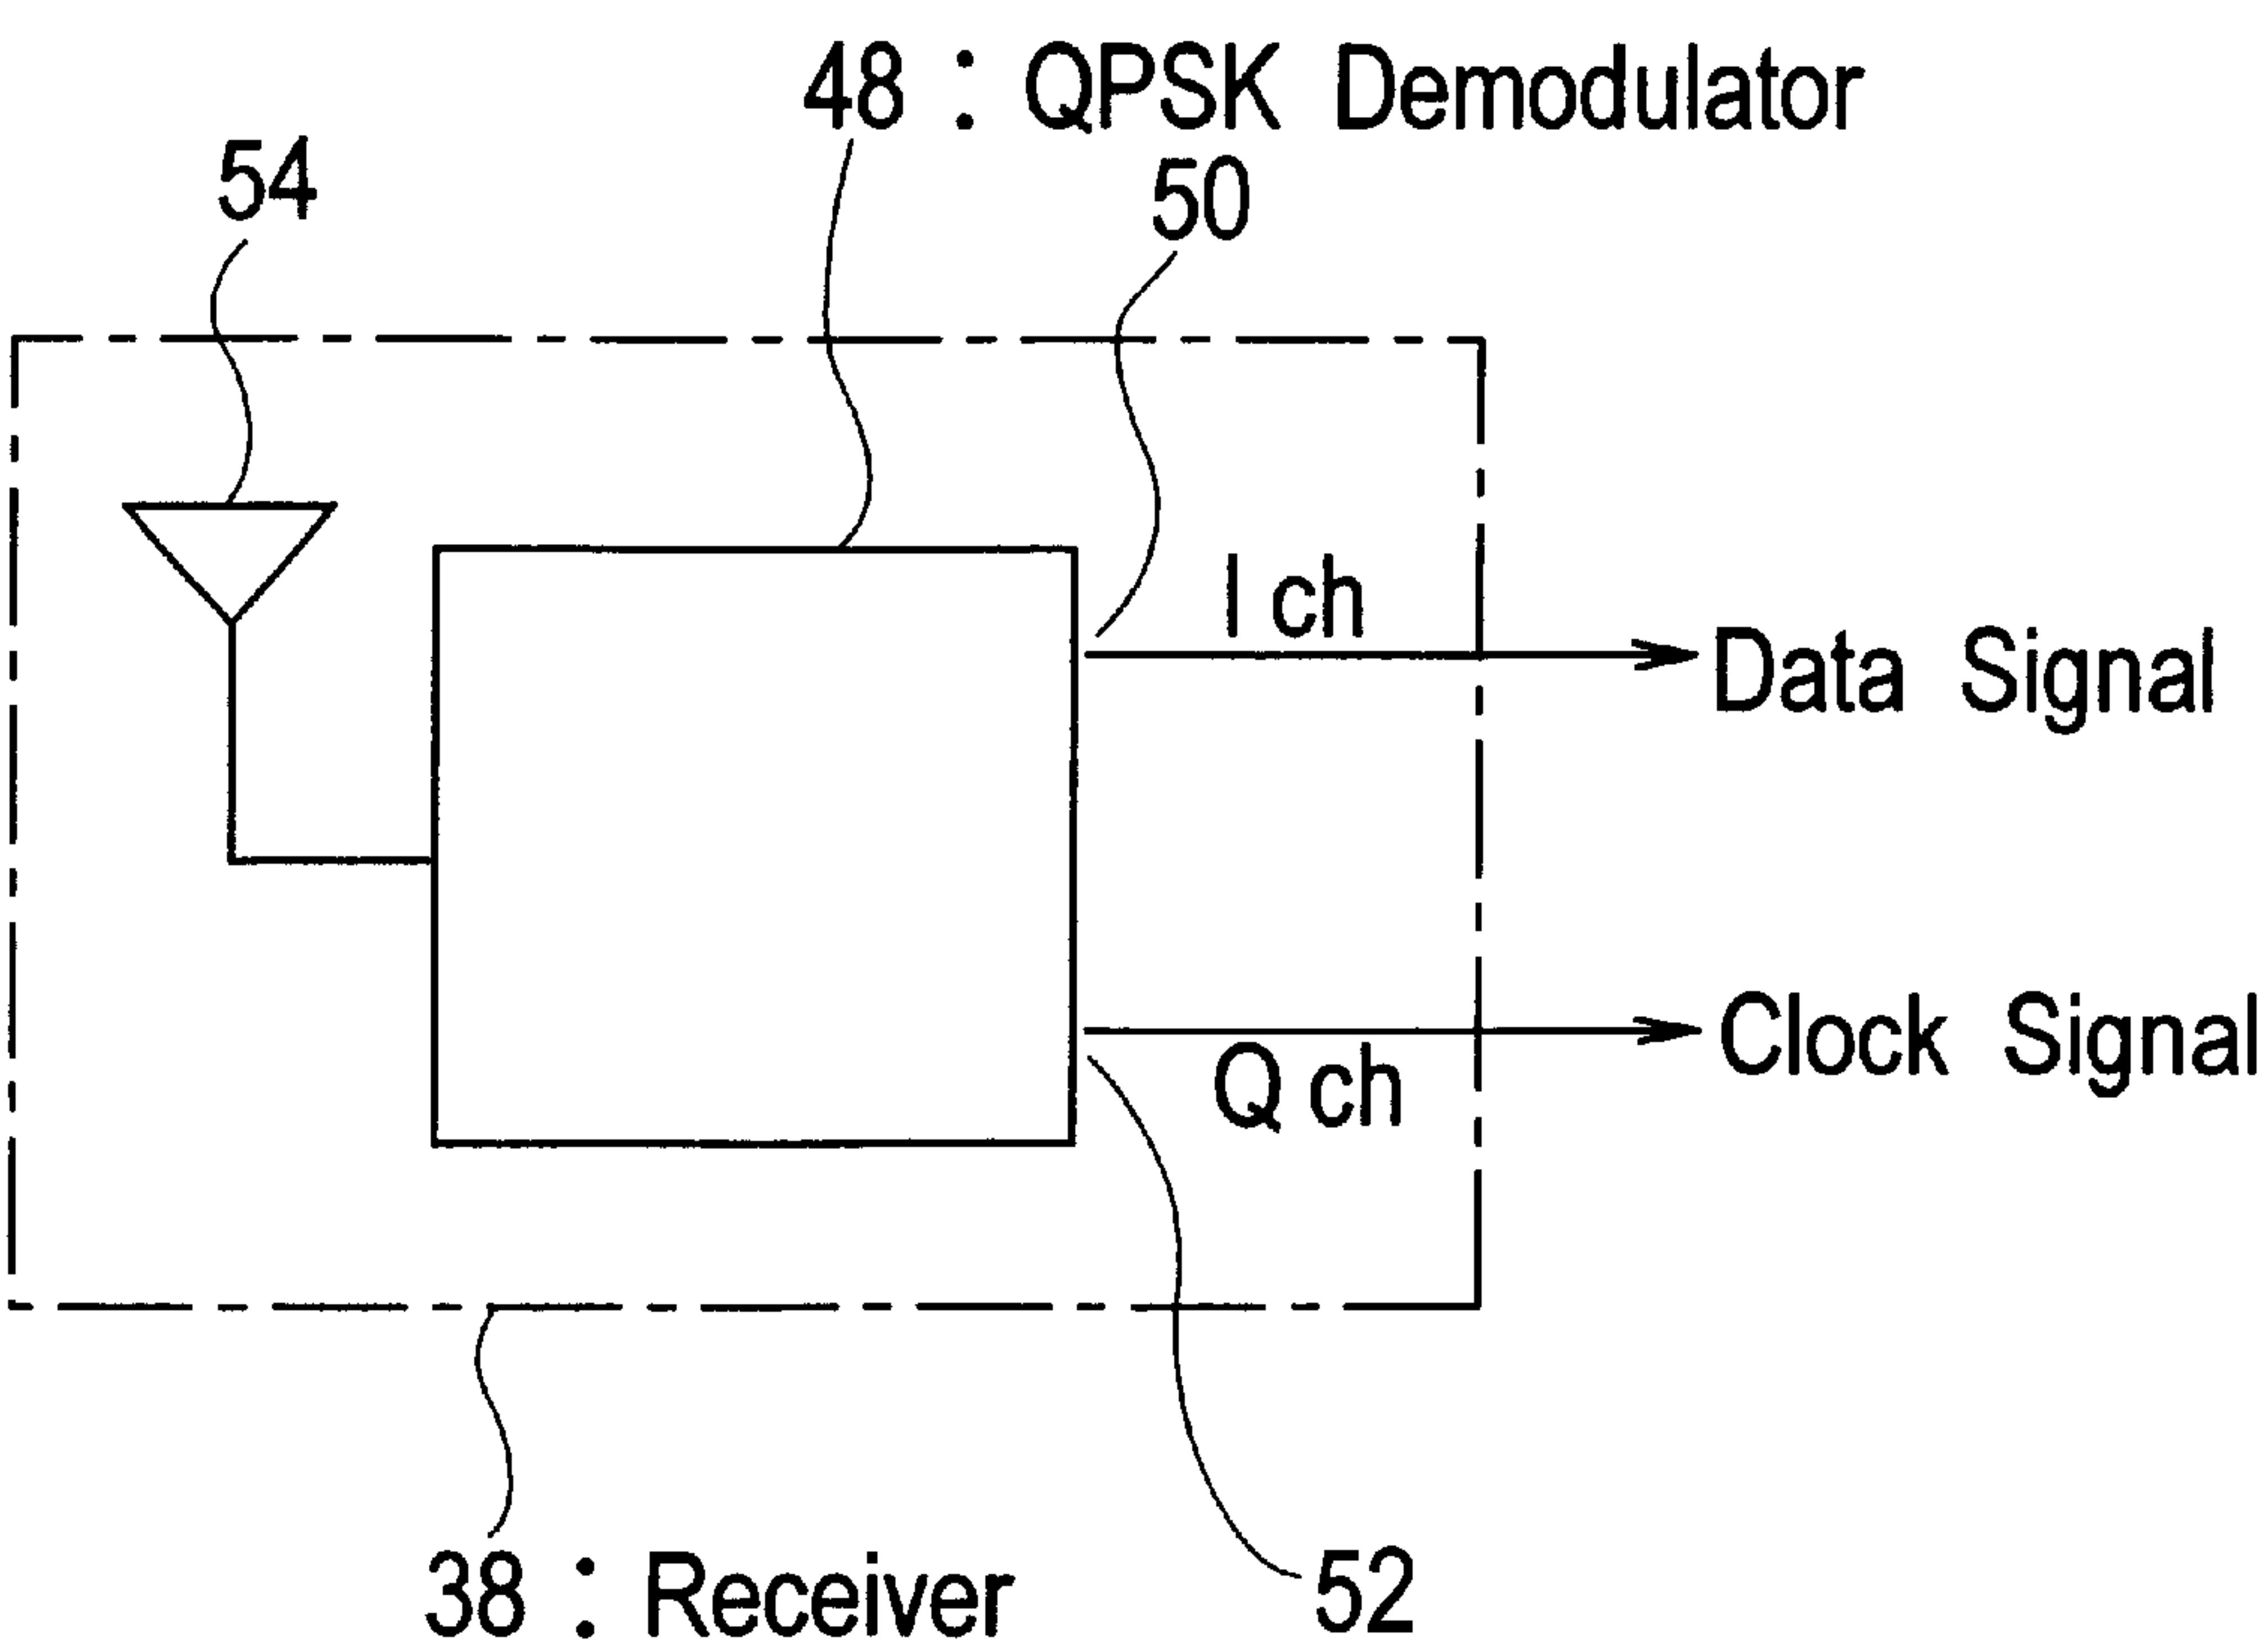 48 : QPSK Demodulator
54
50
I ch
Data Signal
Clock Signal
Q ch
38 : Receiver
52